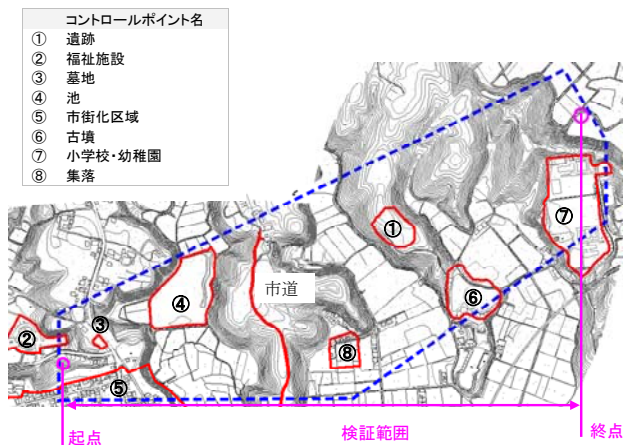 コントロールポイント名
① 遺跡
② 福祉施設
③ 墓地
④ 池
⑤ 市街化区域
⑥ 古墳
⑦ 小学校・幼稚園
⑧ 集落
①
⑦
④
市道
⑥
②
③
⑧
⑤
起点
検証範囲
終点